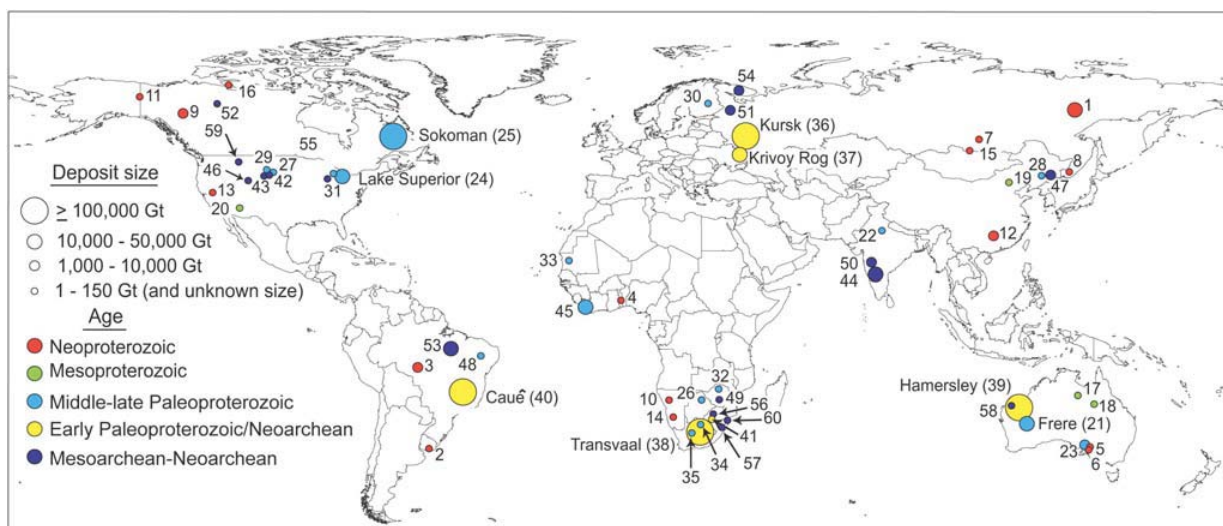 11
16
9
52
59
55
Sokoman (25)
29
27
46
43
42
31
Lake Superior (24)
13
20
Deposit size
> 100,000 Gt
10,000 - 50,000 Gt
1,000 - 10,000 Gt
1 - 150 Gt (and unknown size)
Age
Neoproterozoic
Mesoproterozoic
Middle-late Paleoproterozoic
Early Paleoproterozoic/Neoarchean
Mesoarchean-Neoarchean
53
48
3
Cauê (40)
2
54
30
51
Kursk (36)
Krivoy Rog (37)
1
7
15
28
8
19
47
12
22
50
44
33
45
4
32
10
26
49
14
56
60
Transvaal (38)
41
57
34
35
Hamersley (39)
17
58
18
Frere (21)
23
5
6